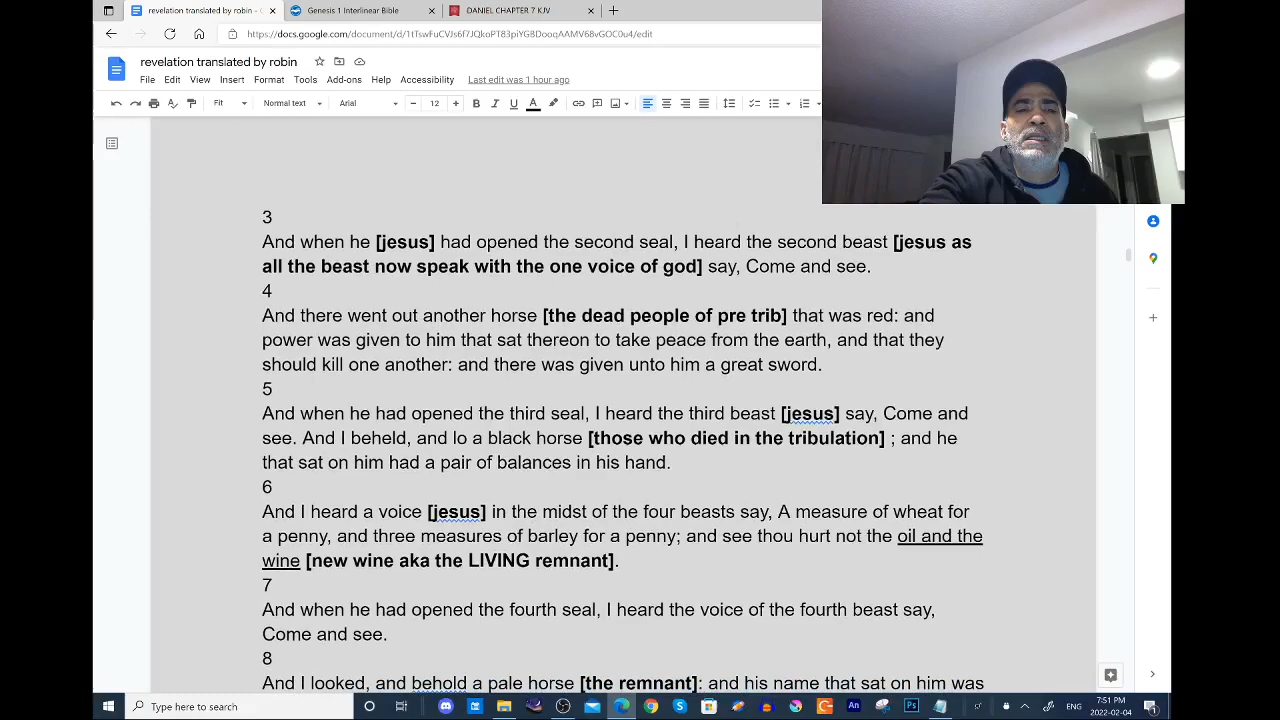 revelation translated by robin - G
Genesis 1 Interlinear Bible
DANIEL CHAPTER 7 KJV
revelation translated by robin
File Edit View Insert Format Tools Add-ons Help Accessibility Last edit was 1 hour ago
Fit Normal text Arial 12 B I U A
3
And when he [jesus] had opened the second seal, I heard the second beast [jesus as
all the beast now speak with the one voice of god] say, Come and see.
4
And there went out another horse [the dead people of pre trib] that was red: and
power was given to him that sat thereon to take peace from the earth, and that they
should kill one another: and there was given unto him a great sword.
5
And when he had opened the third seal, I heard the third beast [jesus] say, Come and
see. And I beheld, and lo a black horse [those who died in the tribulation] ; and he
that sat on him had a pair of balances in his hand.
6
And I heard a voice [jesus] in the midst of the four beasts say, A measure of wheat for
a penny, and three measures of barley for a penny; and see thou hurt not the oil and the
wine [new wine aka the LIVING remnant].
7
And when he had opened the fourth seal, I heard the voice of the fourth beast say,
Come and see.
8
And I looked, and behold a pale horse [the remnant]: and his name that sat on him was
Type here to search
ENG
7:51 PM
2022-02-04